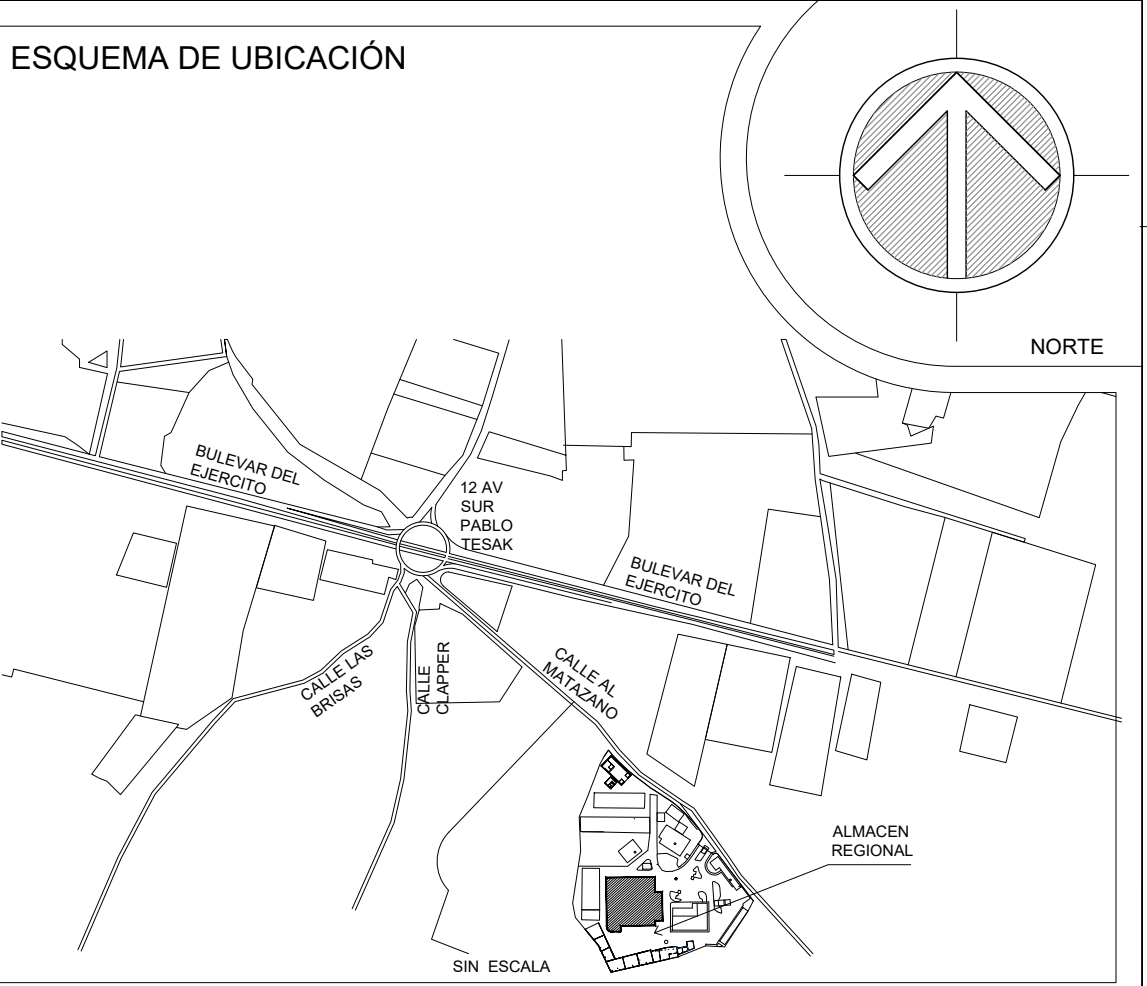 ESQUEMA DE UBICACIÓN
NORTE
BULEVAR DEL
EJERCITO
12 AV
SUR
PABLO
TESAK
BULEVAR DEL
EJERCITO
CALLE LAS
BRISAS
CALLE
CLAPPER
CALLE AL
MATAZANO
ALMACEN
REGIONAL
SIN ESCALA